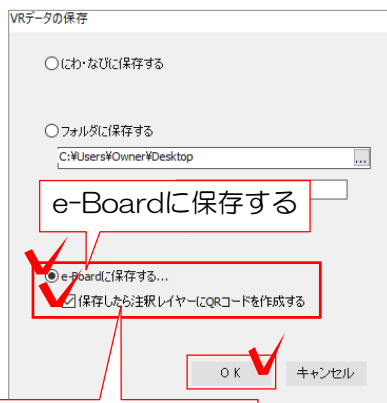 VRデータの保存
にわ・なびに保存する
フォルダに保存する
C:¥Users¥Owner¥Desktop
...
e-Boardに保存する
e-Boardに保存する...
保存したら注釈レイヤーにQRコードを作成する
OK
キャンセル